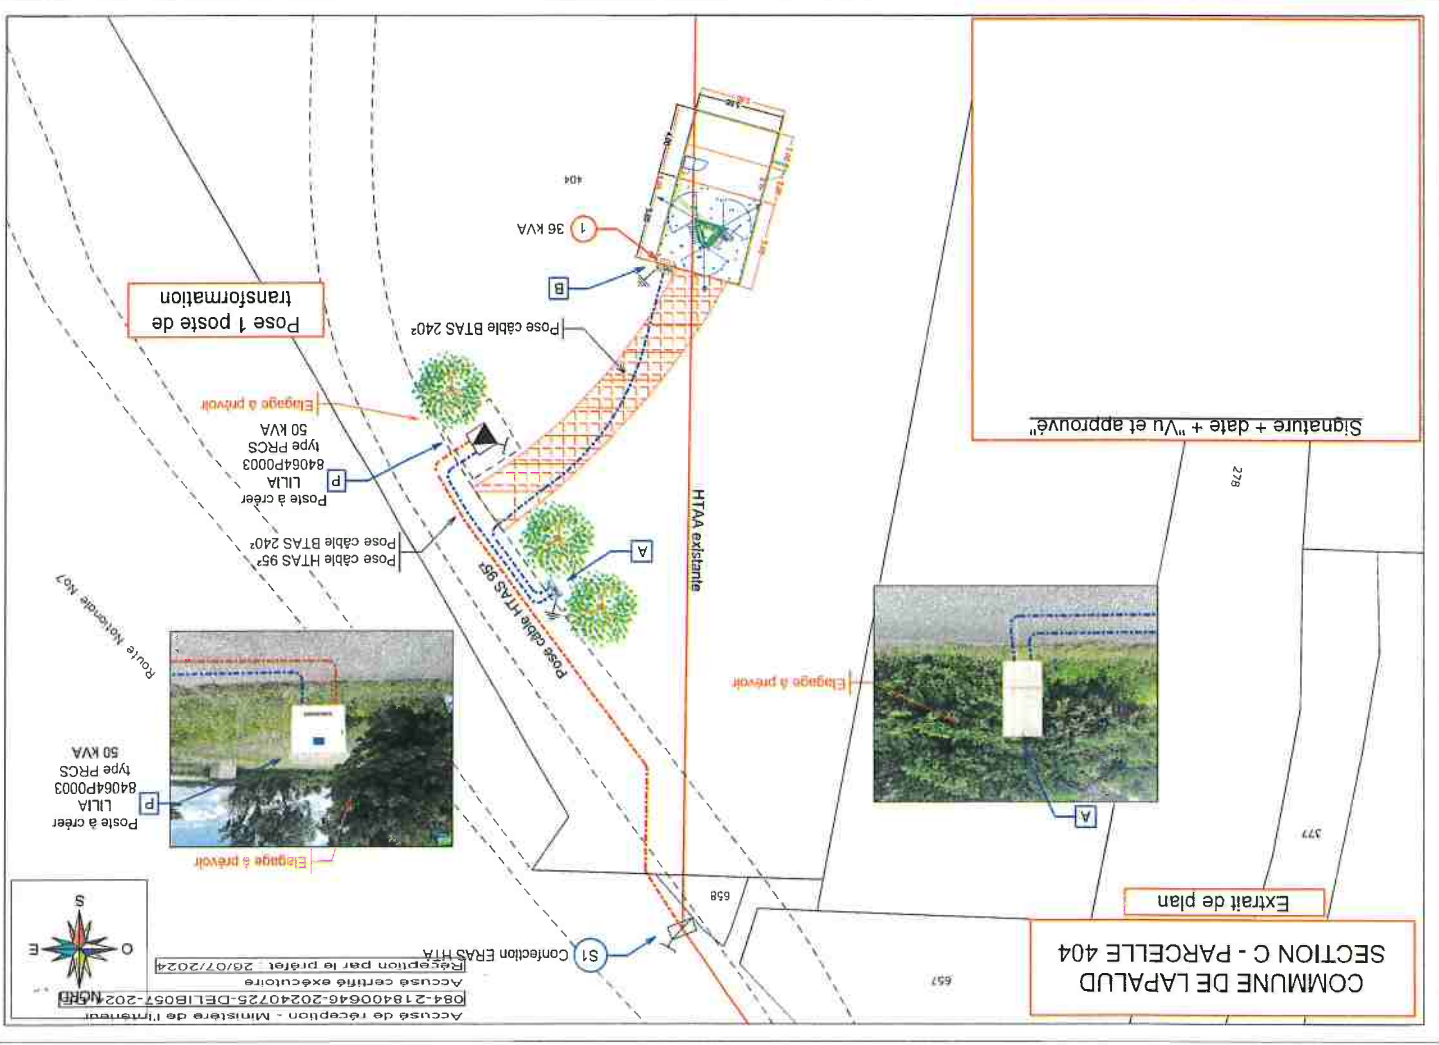 COMMUNE DE LAPALUD
SECTION C - PARCELLE 404
Extrait de plan
Accusé de réception - Ministère de l'Intérieur
084-218400646-20240725-DELIB057-2024-DE
Accusé certifié exécutoire
Réception par le préfet : 26/07/2024
NORD
O
E
S
657
S1
Confection ERAS HTA
658
377
A
Elagage à prévoir
Elagage à prévoir
P
Poste à créer
LILIA
84064P0003
type PRCS
50 kVA
Route Nationale No7
Pose câble HTAS 95²
HTAA existante
A
Pose câble HTAS 95²
Pose câble BTAS 240²
278
P
Poste à créer
LILIA
84064P0003
type PRCS
50 kVA
Elagage à prévoir
Signature + date + "Vu et approuvé"
Pose câble BTAS 240²
Pose 1 poste de
transformation
B
1
36 kVA
404
4.00